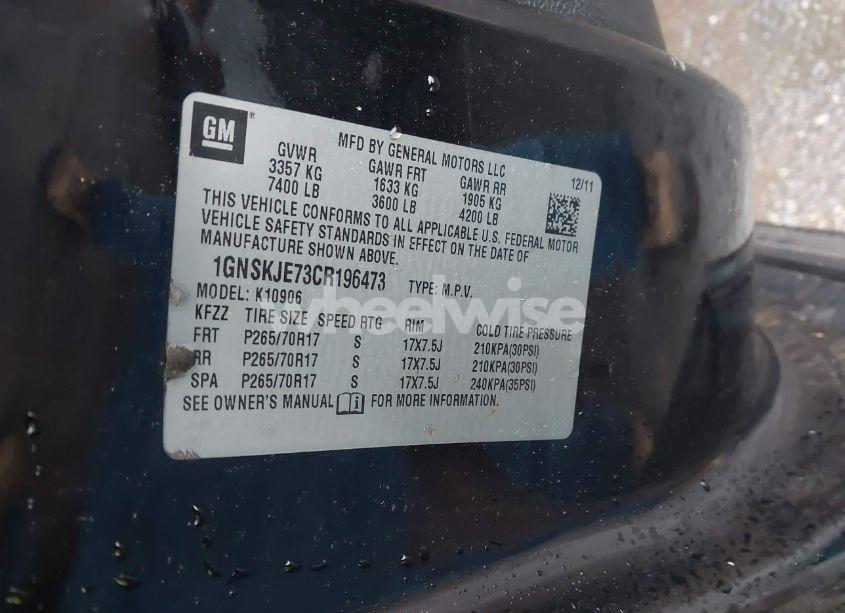 GM ®
MFD BY GENERAL MOTORS LLC
GVWR GAWR FRT GAWR RR 12/11
3357 KG 1633 KG 1905 KG
7400 LB 3600 LB 4200 LB
THIS VEHICLE CONFORMS TO ALL APPLICABLE U.S. FEDERAL MOTOR
VEHICLE SAFETY STANDARDS IN EFFECT ON THE DATE OF
MANUFACTURE SHOWN ABOVE.
1GNSKJE73CR196473 TYPE: M.P.V.
MODEL: K10906
wheelwise
KFZZ TIRE SIZE SPEED RTG RIM COLD TIRE PRESSURE
FRT P265/70R17 S 17X7.5J 210KPA(30PSI)
RR P265/70R17 S 17X7.5J 210KPA(30PSI)
SPA P265/70R17 S 17X7.5J 240KPA(35PSI)
SEE OWNER'S MANUAL FOR MORE INFORMATION.